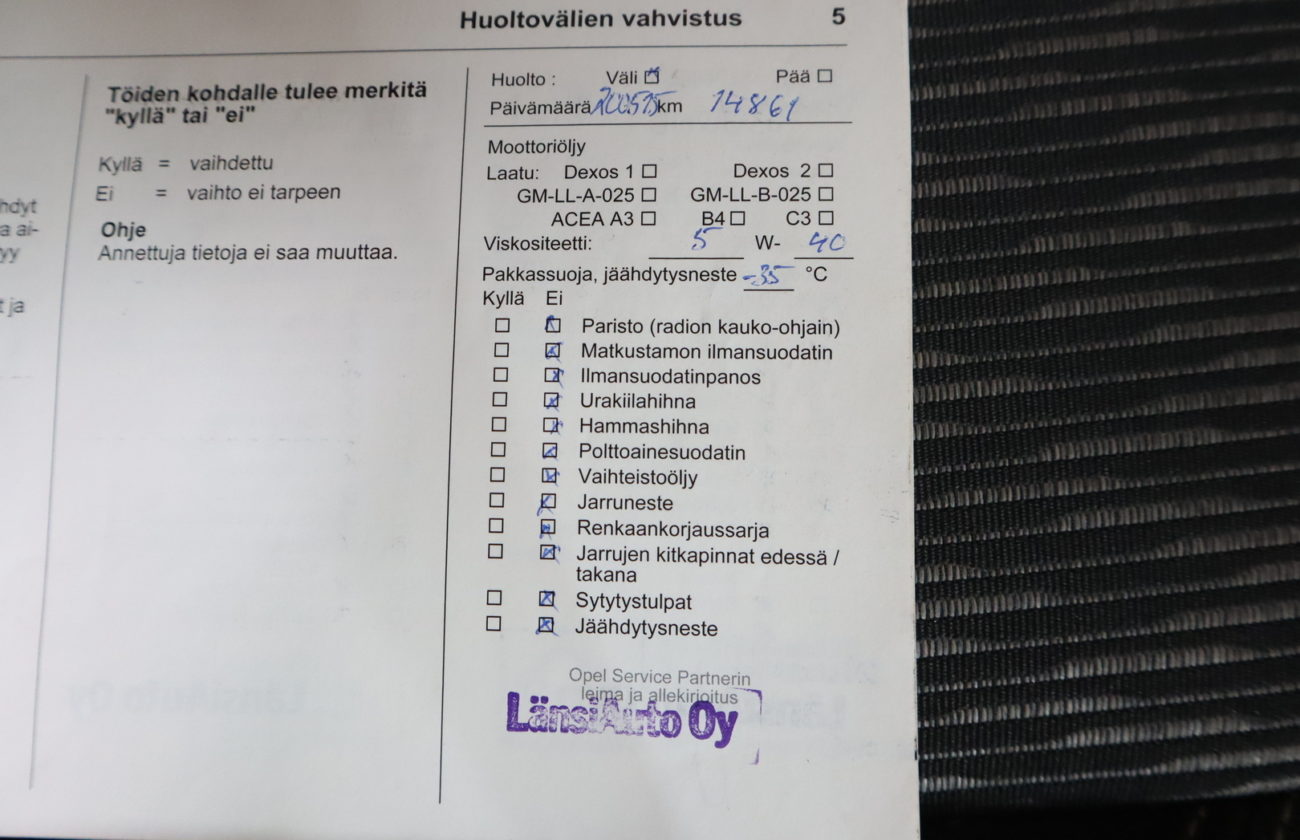 Huoltovälien vahvistus 5
hdyt
a ai-
yy
t ja
Töiden kohdalle tulee merkitä
"kyllä" tai "ei"
Kyllä = vaihdettu
Ei = vaihto ei tarpeen
Ohje
Annettuja tietoja ei saa muuttaa.
Huolto : Väli Pää
Päivämäärä km 14861
Moottoriöljy
Laatu: Dexos 1 Dexos 2
GM-LL-A-025 GM-LL-B-025
ACEA A3 B4 C3
Viskositeetti: 5 W- 40
Pakkassuoja, jäähdytysneste -35 °C
Kyllä Ei
Paristo (radion kauko-ohjain)
Matkustamon ilmansuodatin
Ilmansuodatinpanos
Urakiilahihna
Hammashihna
Polttoainesuodatin
Vaihteistoöljy
Jarruneste
Renkaankorjaussarja
Jarrujen kitkapinnat edessä /
takana
Sytytystulpat
Jäähdytysneste
Opel Service Partnerin
leima ja allekirjoitus
LänsiAuto Oy